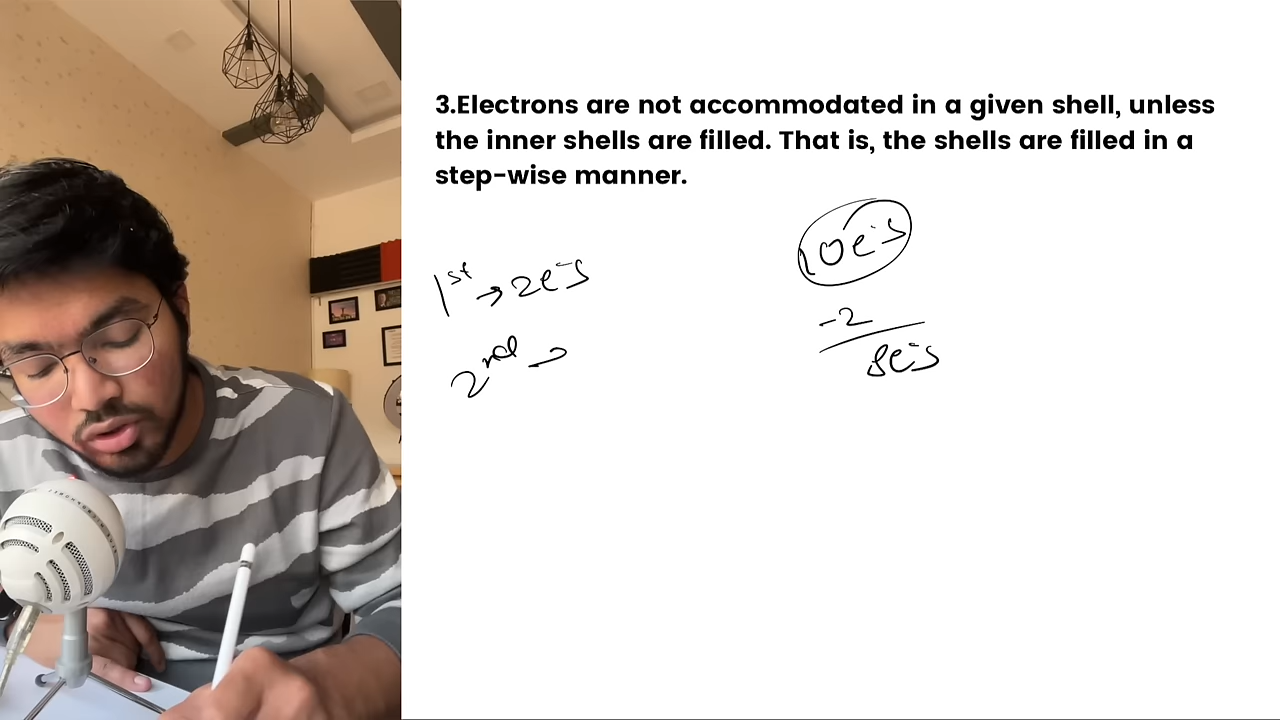 3.Electrons are not accommodated in a given shell, unless
the inner shells are filled. That is, the shells are filled in a
step-wise manner.
10e⁻s
1st → 2e⁻s
-2
8e⁻s
2nd →